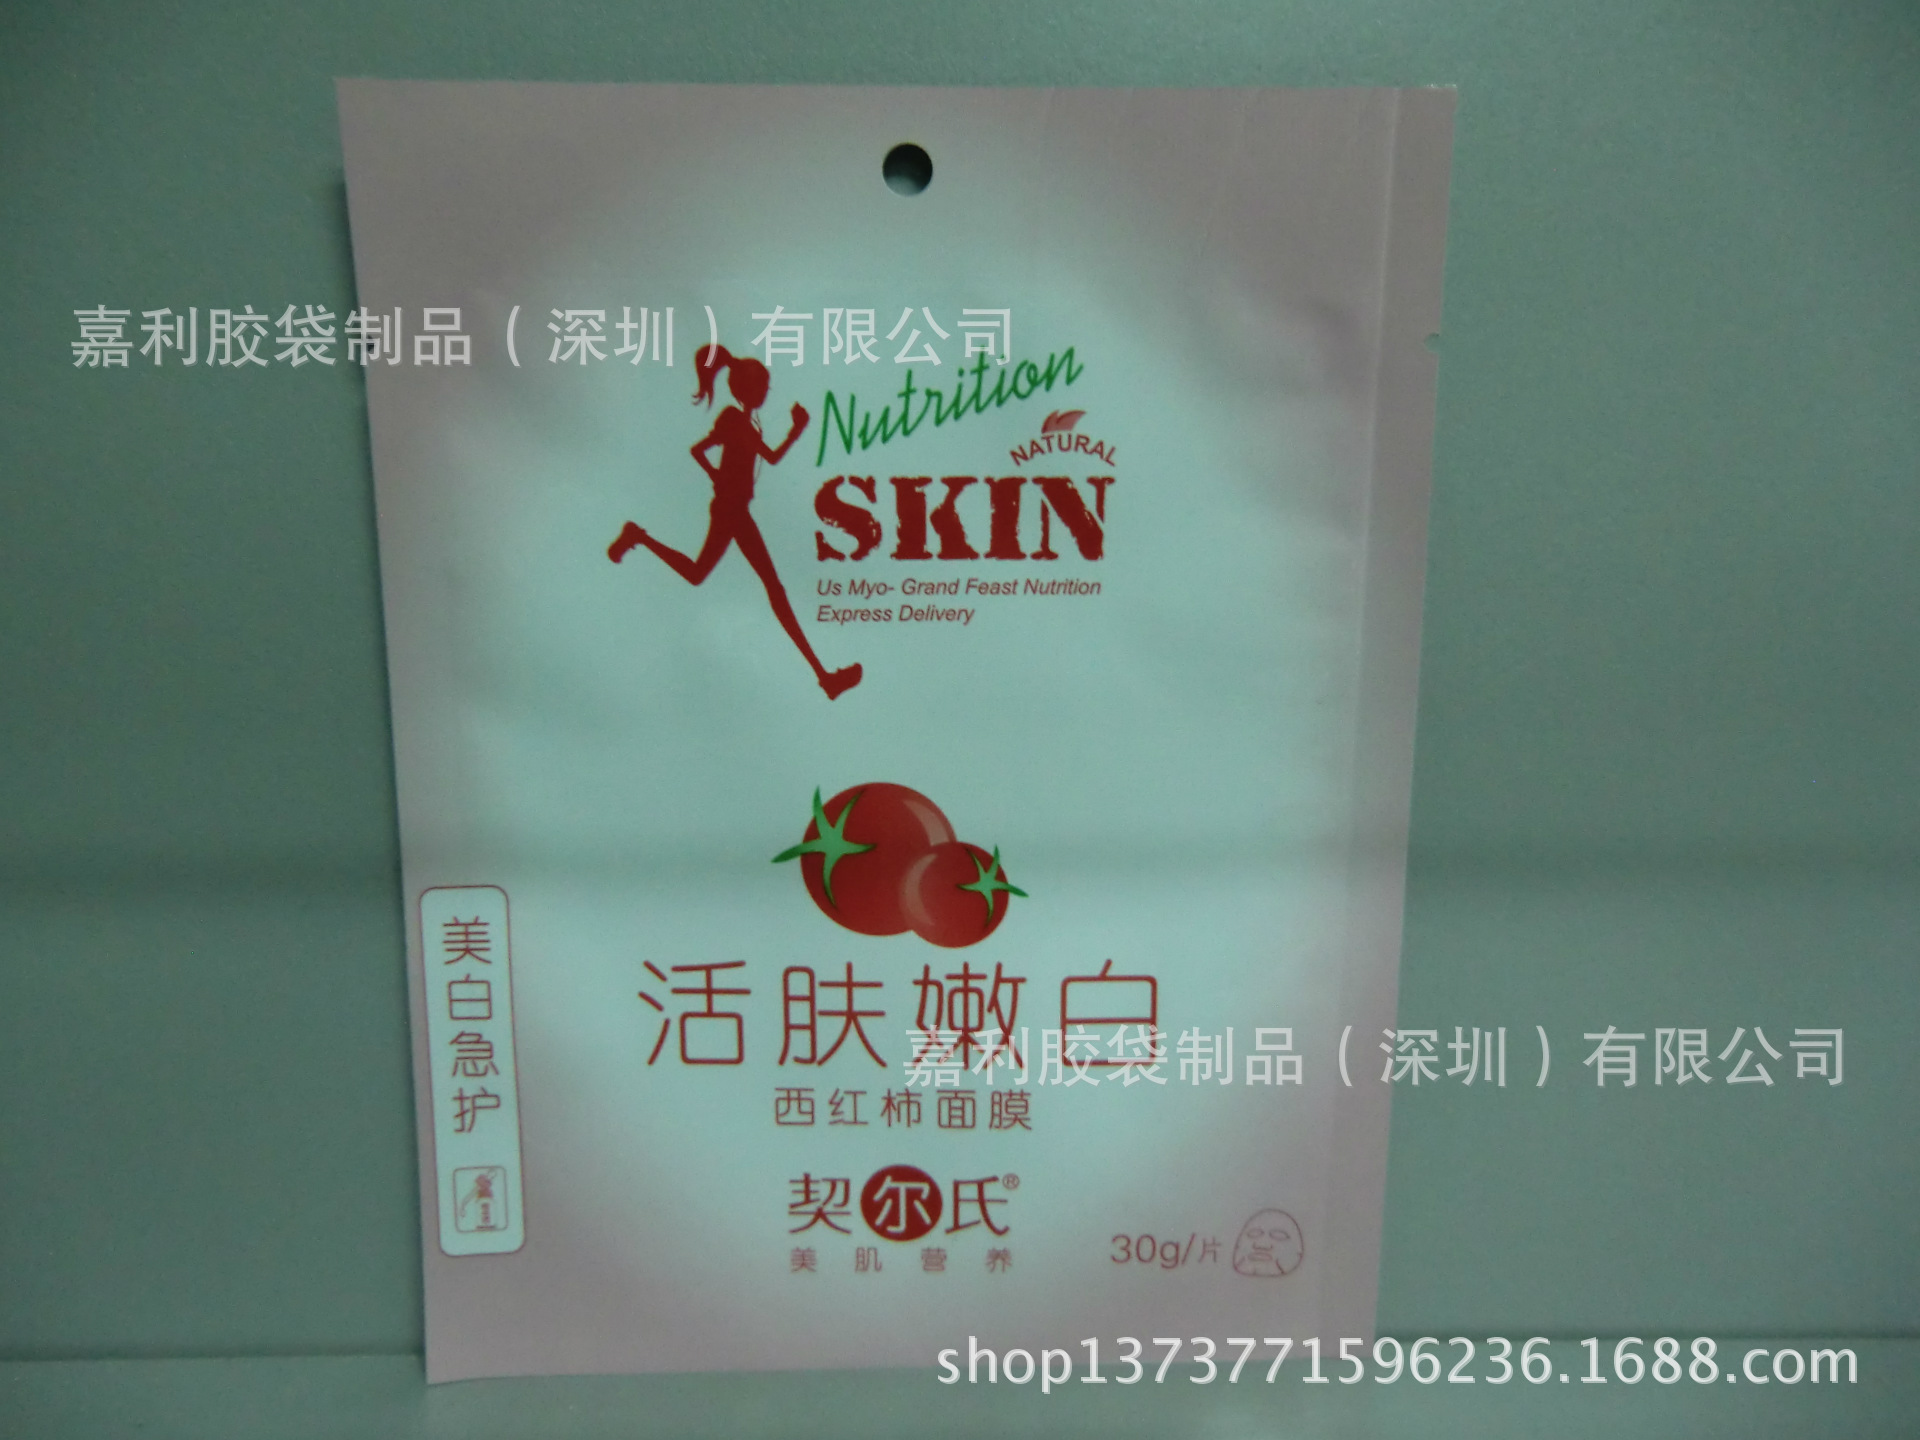 嘉利胶袋制品（深圳）有限公司
Nutrition
NATURAL
SKIN
Us Myo- Grand Feast Nutrition
Express Delivery
美白急护
活肤嫩白
嘉利胶袋制品（深圳）有限公司
西红柿面膜
契尔氏®
美肌营养
30g/片
shop1373771596236.1688.com